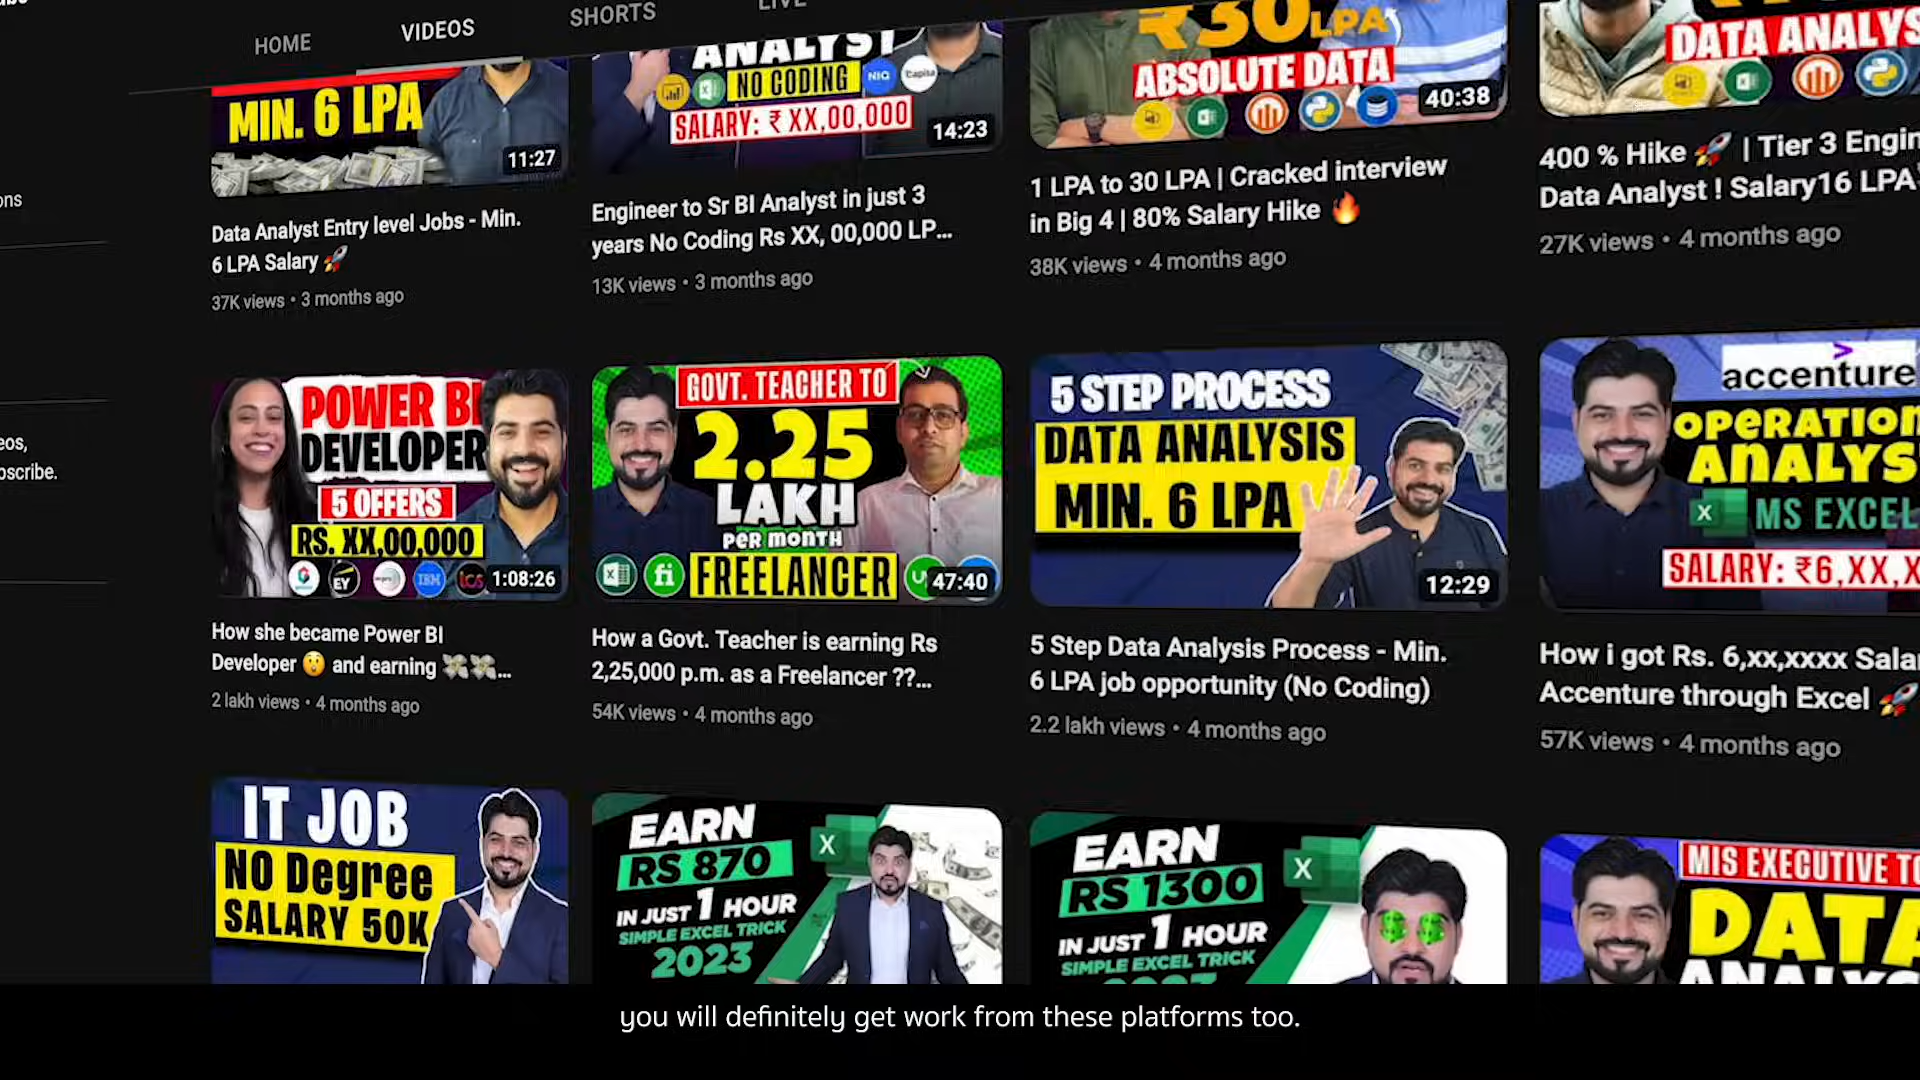 HOME
VIDEOS
SHORTS
LIVE
ons
eos,
bscribe.
MIN. 6 LPA
11:27
Data Analyst Entry level Jobs - Min.
6 LPA Salary 🚀
37K views • 3 months ago
ANALYST
NO CODING
NIQ
SALARY: ₹ XX,00,000
14:23
Engineer to Sr BI Analyst in just 3
years No Coding Rs XX, 00,000 LP...
13K views • 3 months ago
₹30 LPA
ABSOLUTE DATA
40:38
1 LPA to 30 LPA | Cracked interview
in Big 4 | 80% Salary Hike 🔥
38K views • 4 months ago
DATA ANALYS
400 % Hike 🚀 | Tier 3 Engin
Data Analyst ! Salary16 LPA
27K views • 4 months ago
POWER BI
DEVELOPER
5 OFFERS
RS. XX,00,000
EY
IBM
1:08:26
How she became Power BI
Developer 😲 and earning 💸💸...
2 lakh views • 4 months ago
GOVT. TEACHER TO
2.25
LAKH
PER MONTH
FREELANCER
fi
47:40
How a Govt. Teacher is earning Rs
2,25,000 p.m. as a Freelancer ??...
54K views • 4 months ago
5 STEP PROCESS
DATA ANALYSIS
MIN. 6 LPA
12:29
5 Step Data Analysis Process - Min.
6 LPA job opportunity (No Coding)
2.2 lakh views • 4 months ago
accenture
OPERATION
ANALYS
X MS EXCEL
SALARY: ₹6,XX,X
How i got Rs. 6,xx,xxxx Salar
Accenture through Excel 🚀
57K views • 4 months ago
IT JOB
NO Degree
SALARY 50K
EARN
RS 870
IN JUST 1 HOUR
SIMPLE EXCEL TRICK
2023
X
EARN
RS 1300
IN JUST 1 HOUR
SIMPLE EXCEL TRICK
2023
X
MIS EXECUTIVE TO
DATA
ANALYS
you will definitely get work from these platforms too.